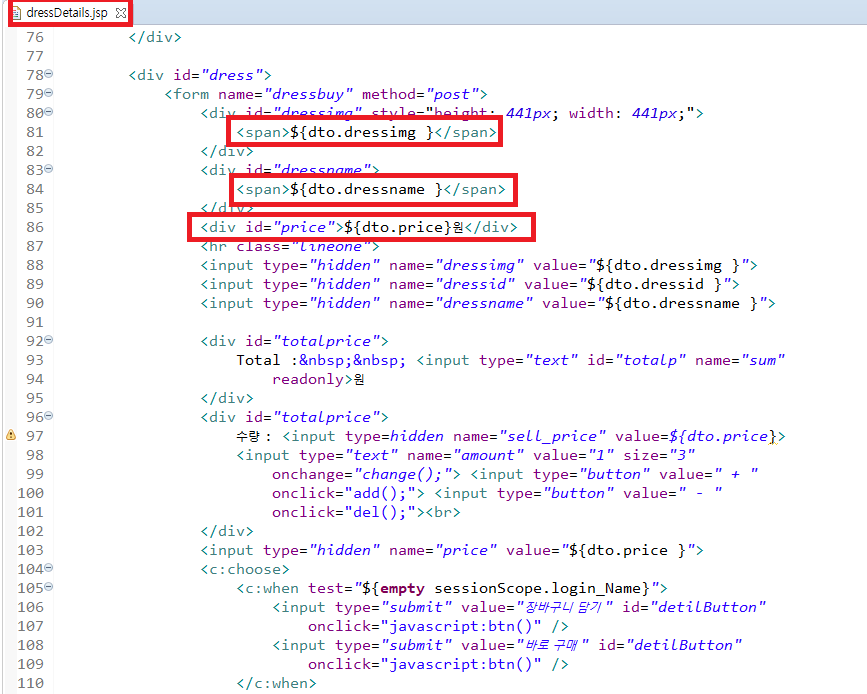 dressDetails.jsp
76 </div>
77
78 <div id="dress">
79 <form name="dressbuy" method="post">
80 <div id="dressimg" style="height: 441px; width: 441px;">
81 <span>${dto.dressimg }</span>
82 </div>
83 <div id="dressname">
84 <span>${dto.dressname }</span>
85 </div>
86 <div id="price">${dto.price}원</div>
87 <hr class="lineone">
88 <input type="hidden" name="dressimg" value="${dto.dressimg }">
89 <input type="hidden" name="dressid" value="${dto.dressid }">
90 <input type="hidden" name="dressname" value="${dto.dressname }">
91
92 <div id="totalprice">
93 Total :&nbsp;&nbsp; <input type="text" id="totalp" name="sum"
94 readonly>원
95 </div>
96 <div id="totalprice">
97 수량 : <input type=hidden name="sell_price" value=${dto.price}>
98 <input type="text" name="amount" value="1" size="3"
99 onchange="change();"> <input type="button" value=" + "
100 onclick="add();"> <input type="button" value=" - "
101 onclick="del();"><br>
102 </div>
103 <input type="hidden" name="price" value="${dto.price }">
104 <c:choose>
105 <c:when test="${empty sessionScope.login_Name}">
106 <input type="submit" value="장바구니 담기 " id="detilButton"
107 onclick="javascript:btn()" />
108 <input type="submit" value="바로 구매 " id="detilButton"
109 onclick="javascript:btn()" />
110 </c:when>